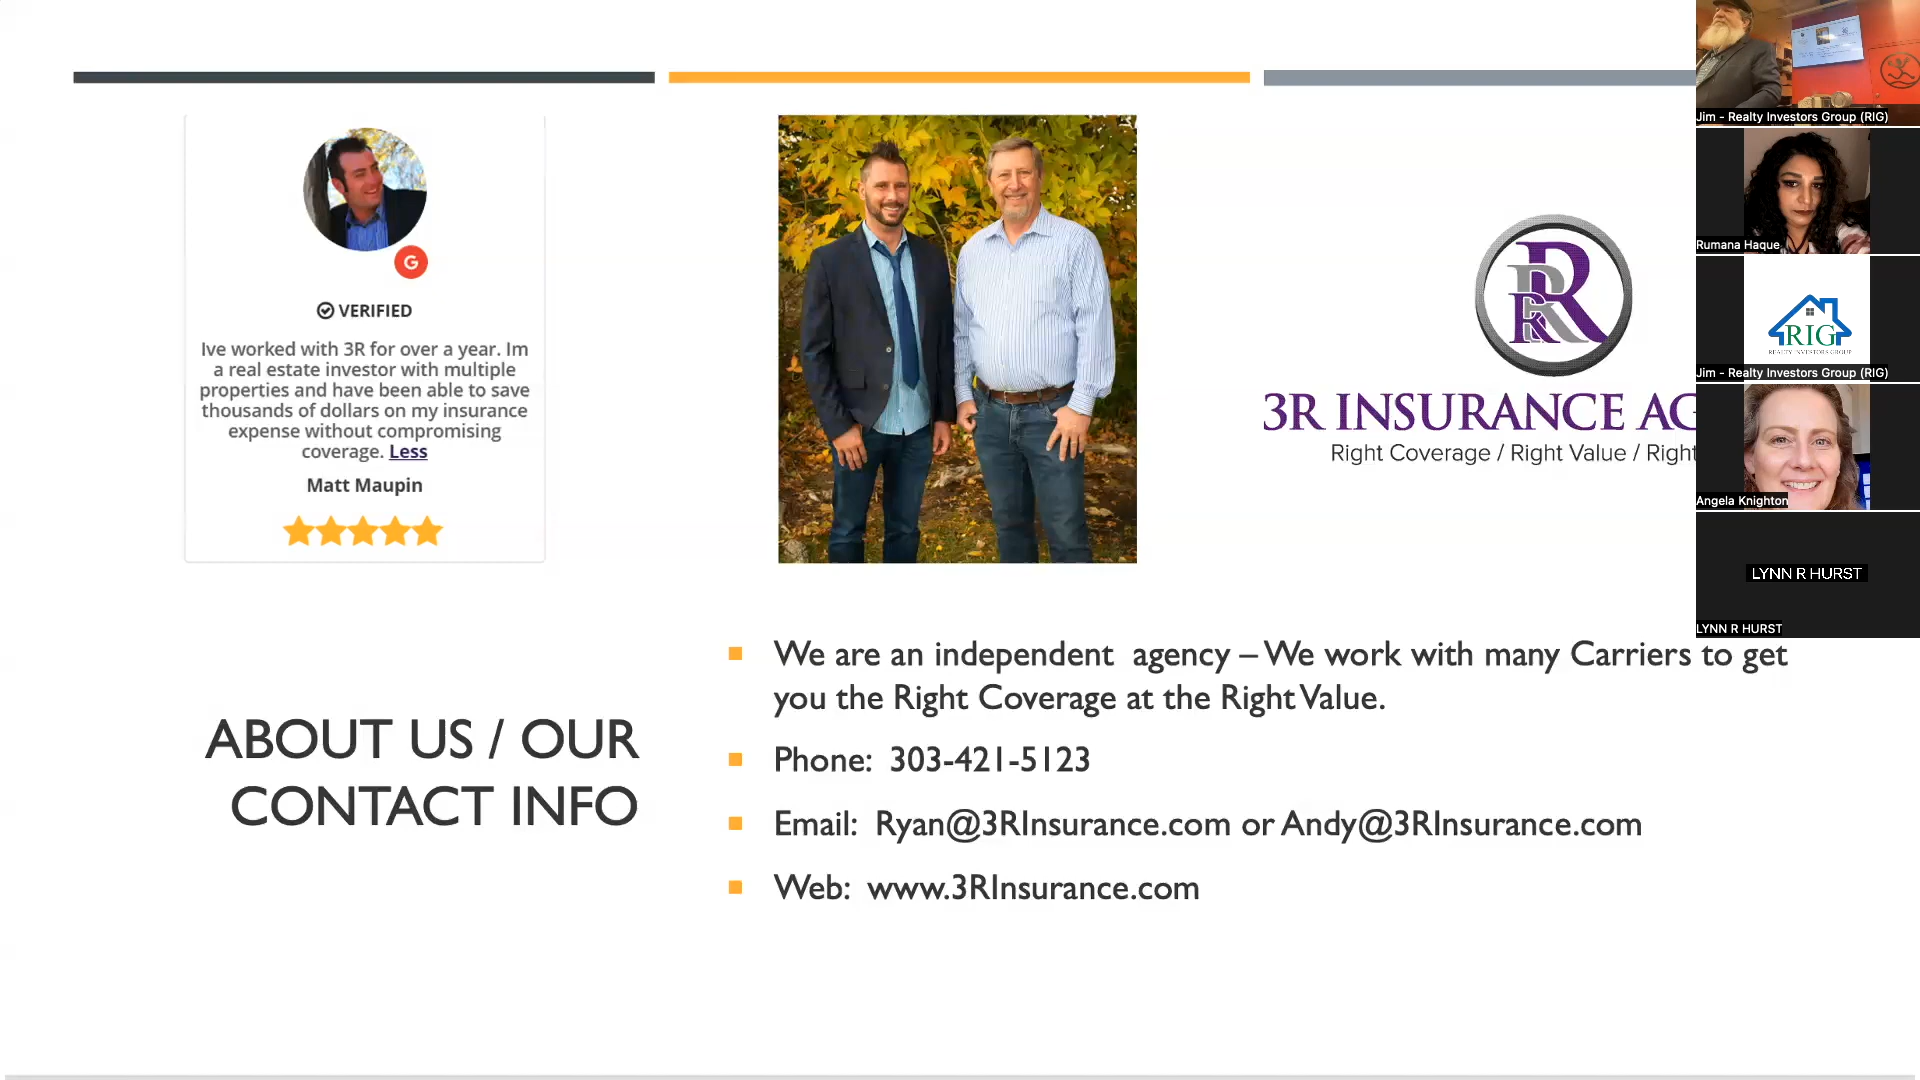 G
VERIFIED
Ive worked with 3R for over a year. Im
a real estate investor with multiple
properties and have been able to save
thousands of dollars on my insurance
expense without compromising
coverage. Less
Matt Maupin
RRR
3R INSURANCE AG
Right Coverage / Right Value / Right
ABOUT US / OUR
CONTACT INFO
We are an independent agency – We work with many Carriers to get
you the Right Coverage at the Right Value.
Phone: 303-421-5123
Email: Ryan@3RInsurance.com or Andy@3RInsurance.com
Web: www.3RInsurance.com
Jim - Realty Investors Group (RIG)
Rumana Haque
RIG
REALTY INVESTORS GROUP
Jim - Realty Investors Group (RIG)
Angela Knighton
LYNN R HURST
LYNN R HURST